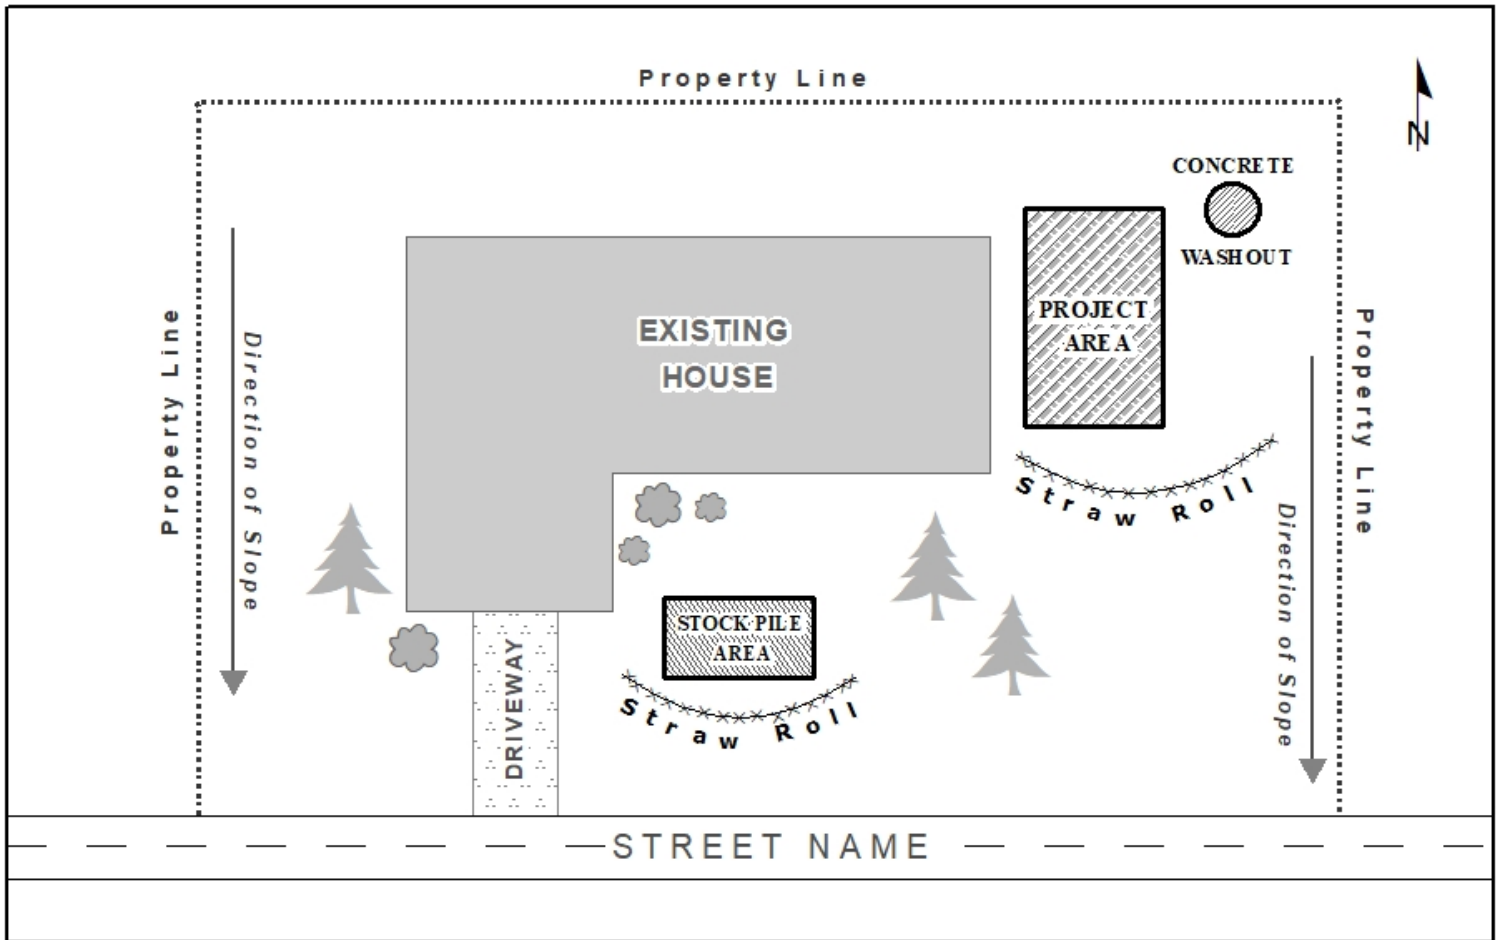 Property Line
N
CONCRETE
WASHOUT
PROJECT
AREA
EXISTING
HOUSE
Property Line
Direction of Slope
Property Line
Straw Roll
Direction of Slope
STOCK PILE
AREA
Straw Roll
DRIVEWAY
STREET NAME